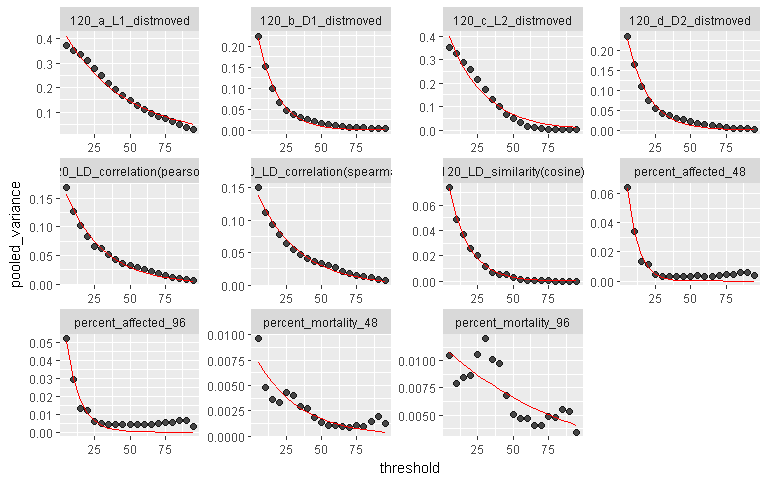 120_a_L1_distmoved
120_b_D1_distmoved
120_c_L2_distmoved
120_d_D2_distmoved
0.4
0.3
0.2
0.1
25 50 75
0.20
0.15
0.10
0.05
0.00
25 50 75
0.4
0.3
0.2
0.1
0.0
25 50 75
0.20
0.15
0.10
0.05
0.00
25 50 75
20_LD_correlation(pearso
0_LD_correlation(spearma
120_LD_similarity(cosine)
percent_affected_48
pooled_variance
0.15
0.10
0.05
0.00
25 50 75
0.15
0.10
0.05
0.00
25 50 75
0.06
0.04
0.02
0.00
25 50 75
0.06
0.04
0.02
0.00
25 50 75
percent_affected_96
percent_mortality_48
percent_mortality_96
0.05
0.04
0.03
0.02
0.01
0.00
25 50 75
0.0100
0.0075
0.0050
0.0025
0.0000
25 50 75
0.0100
0.0075
0.0050
25 50 75
threshold